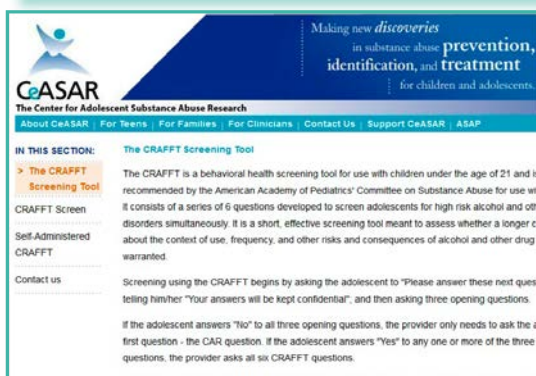 Making new discoveries
in substance abuse prevention,
identification, and treatment
for children and adolescents.
CeASAR
The Center for Adolescent Substance Abuse Research
About CeASAR | For Teens | For Families | For Clinicians | Contact Us | Support CeASAR | ASAP
IN THIS SECTION:
> The CRAFFT
Screening Tool
CRAFFT Screen
Self-Administered
CRAFFT
Contact us
The CRAFFT Screening Tool
The CRAFFT is a behavioral health screening tool for use with children under the age of 21 and is
recommended by the American Academy of Pediatrics' Committee on Substance Abuse for use wi
It consists of a series of 6 questions developed to screen adolescents for high risk alcohol and oth
disorders simultaneously. It is a short, effective screening tool meant to assess whether a longer c
about the context of use, frequency, and other risks and consequences of alcohol and other drug
warranted.
Screening using the CRAFFT begins by asking the adolescent to "Please answer these next ques
telling him/her "Your answers will be kept confidential", and then asking three opening questions.
If the adolescent answers "No" to all three opening questions, the provider only needs to ask the a
first question - the CAR question. If the adolescent answers "Yes" to any one or more of the three
questions, the provider asks all six CRAFFT questions.